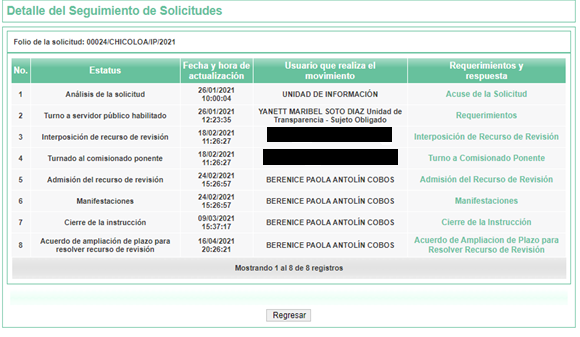 Detalle del Seguimiento de Solicitudes
Folio de la solicitud: 00024/CHICOLOA/IP/2021
No. Estatus Fecha y hora de actualización Usuario que realiza el movimiento Requerimientos y respuesta
1 Análisis de la solicitud 26/01/2021 10:00:04 UNIDAD DE INFORMACIÓN Acuse de la Solicitud
2 Turno a servidor público habilitado 26/01/2021 12:23:35 YANETT MARIBEL SOTO DIAZ Unidad de Transparencia - Sujeto Obligado Requerimientos
3 Interposición de recurso de revisión 18/02/2021 11:26:27 Interposición de Recurso de Revisión
4 Turnado al comisionado ponente 18/02/2021 11:26:27 Turno a Comisionado Ponente
5 Admisión del recurso de revisión 24/02/2021 15:26:57 BERENICE PAOLA ANTOLÍN COBOS Admisión del Recurso de Revisión
6 Manifestaciones 24/02/2021 15:26:57 BERENICE PAOLA ANTOLÍN COBOS Manifestaciones
7 Cierre de la instrucción 09/03/2021 15:37:17 BERENICE PAOLA ANTOLÍN COBOS Cierre de la Instrucción
8 Acuerdo de ampliación de plazo para resolver recurso de revisión 16/04/2021 20:26:21 BERENICE PAOLA ANTOLÍN COBOS Acuerdo de Ampliacion de Plazo para Resolver Recurso de Revisión
Mostrando 1 al 8 de 8 registros
Regresar